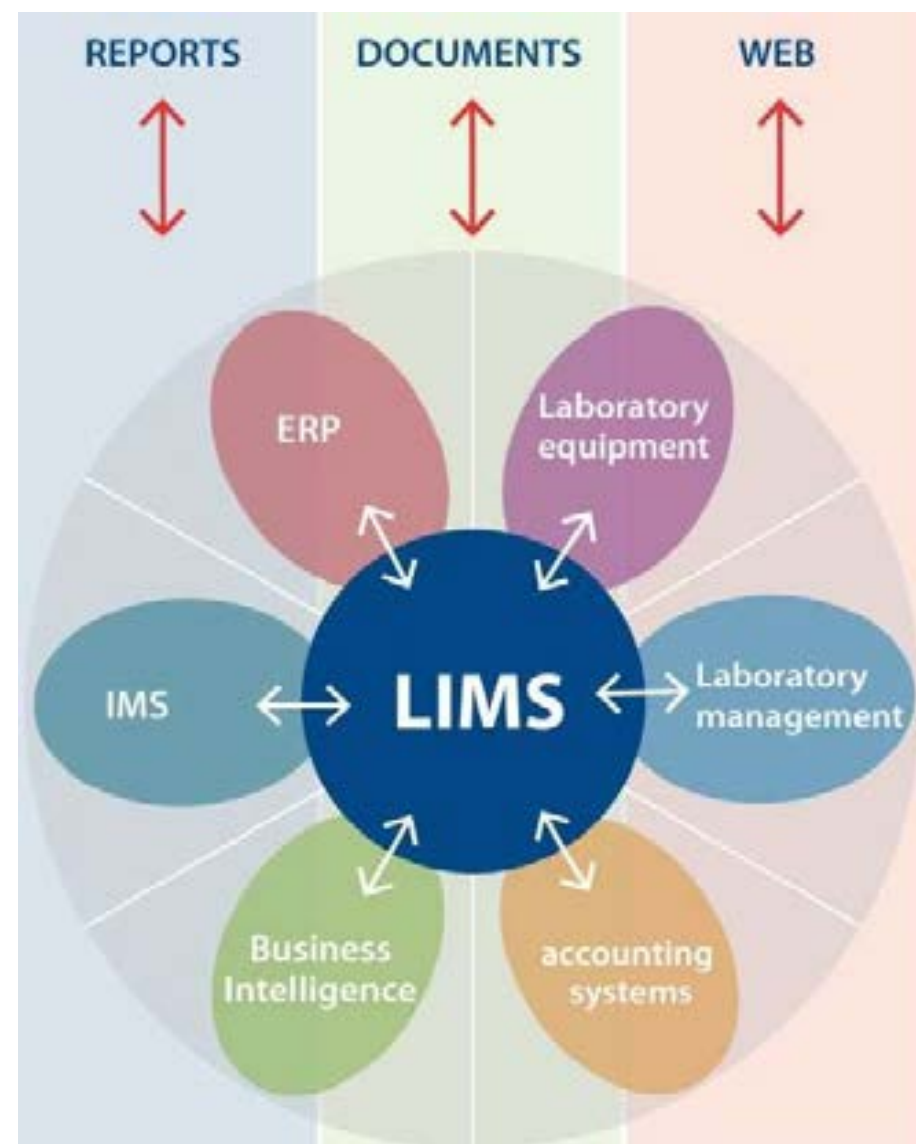 REPORTS DOCUMENTS WEB
ERP
Laboratory
equipment
IMS
LIMS
Laboratory
management
Business
Intelligence
accounting
systems